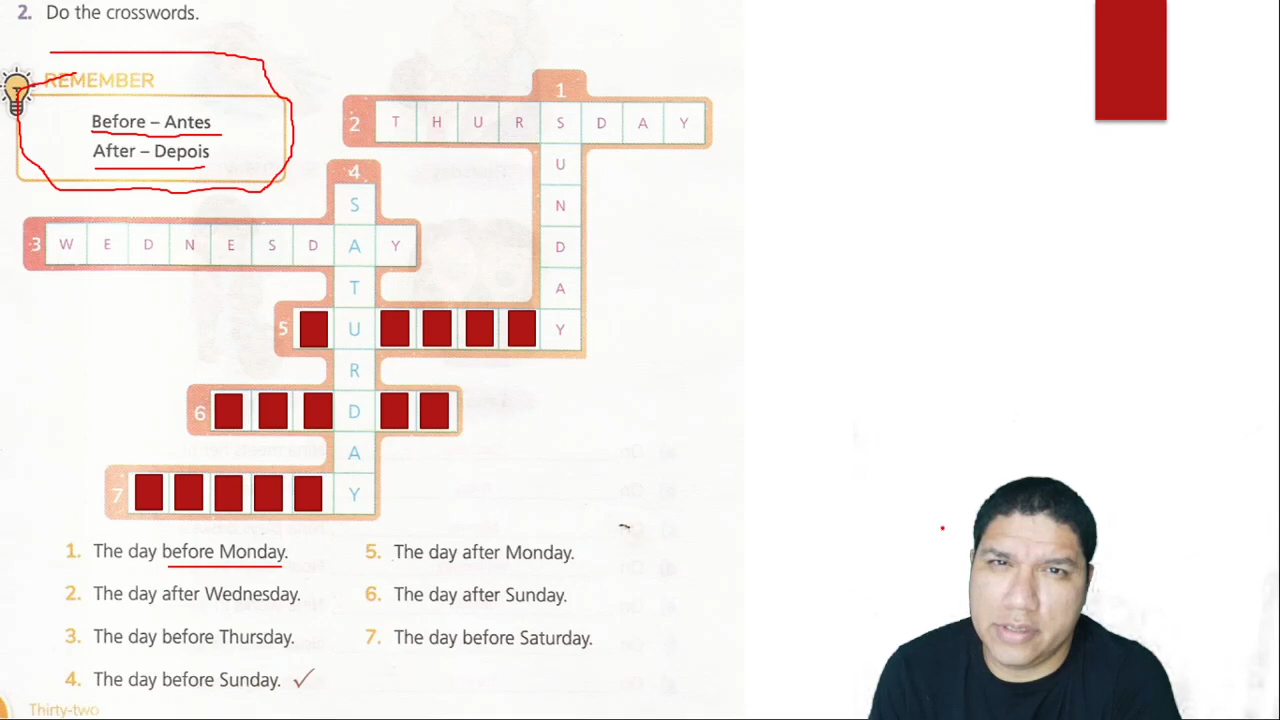 2. Do the crosswords.
REMEMBER
Before – Antes
After – Depois
1
2 T H U R S D A Y
U
N
D
A
Y
4
S
3 W E D N E S D A Y
T
5 U
R
6 D
A
7 Y
1. The day before Monday.
2. The day after Wednesday.
3. The day before Thursday.
4. The day before Sunday.
5. The day after Monday.
6. The day after Sunday.
7. The day before Saturday.
Thirty-two